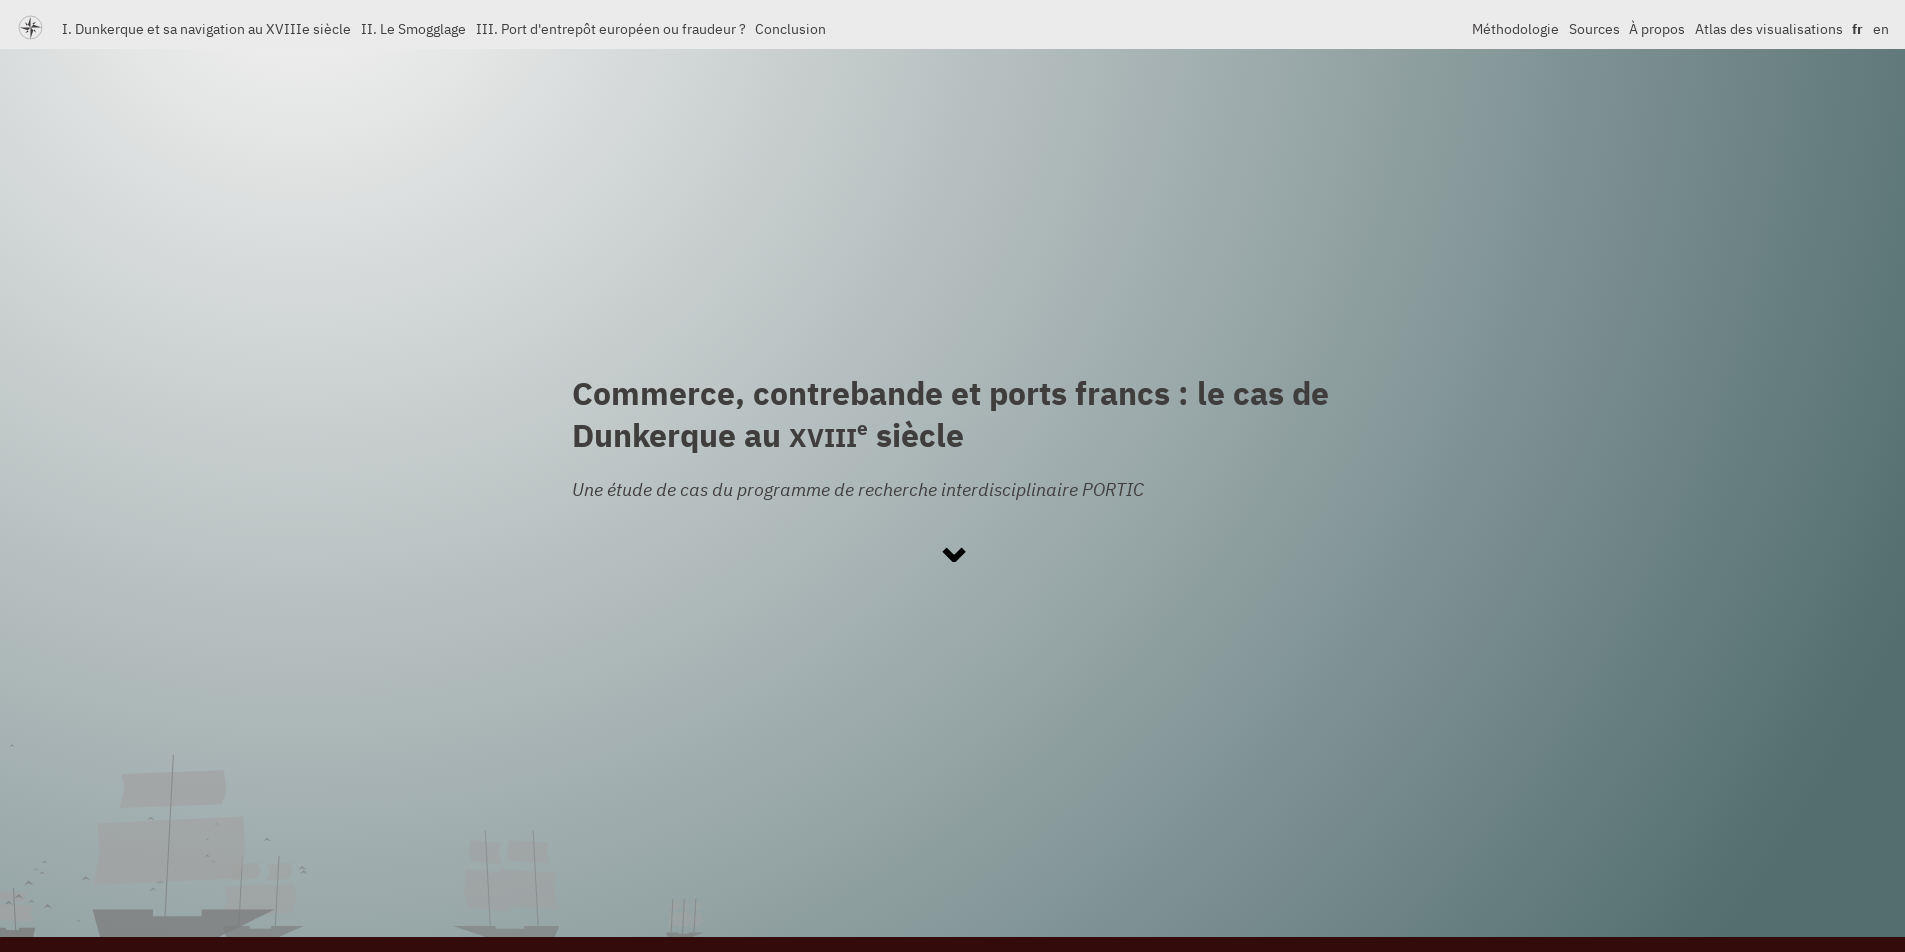 I. Dunkerque et sa navigation au XVIIIe siècle II. Le Smogglage III. Port d'entrepôt européen ou fraudeur ? Conclusion Méthodologie Sources À propos Atlas des visualisations fr en
Commerce, contrebande et ports francs : le cas de
Dunkerque au XVIIIe siècle
Une étude de cas du programme de recherche interdisciplinaire PORTIC